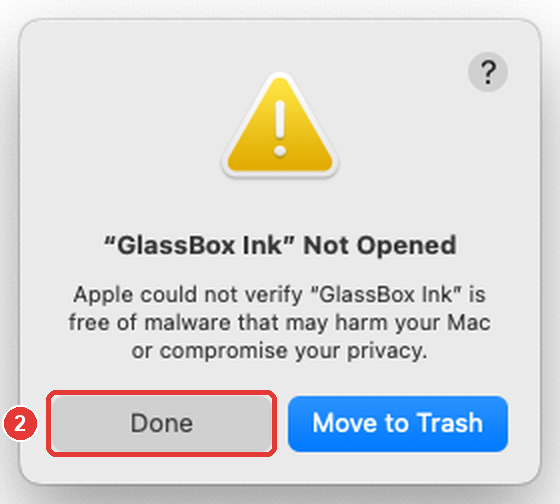 ?
“GlassBox Ink” Not Opened
Apple could not verify “GlassBox Ink” is
free of malware that may harm your Mac
or compromise your privacy.
2 Done Move to Trash